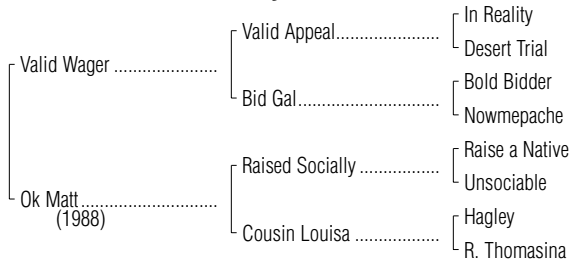 In Reality
Valid Appeal
Desert Trial
Valid Wager
Bold Bidder
Bid Gal
Nowmepache
Raise a Native
Raised Socially
Unsociable
Ok Matt
(1988)
Hagley
Cousin Louisa
R. Thomasina